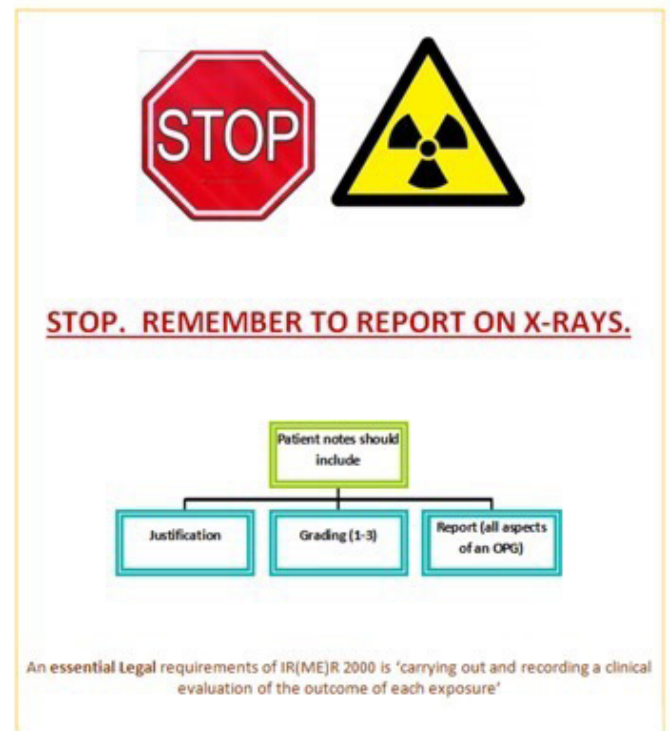 STOP
STOP. REMEMBER TO REPORT ON X-RAYS.
Patient notes should
include
Justification
Grading (1-3)
Report (all aspects
of an OPG)
An essential Legal requirements of IR(ME)R 2000 is ‘carrying out and recording a clinical
evaluation of the outcome of each exposure’